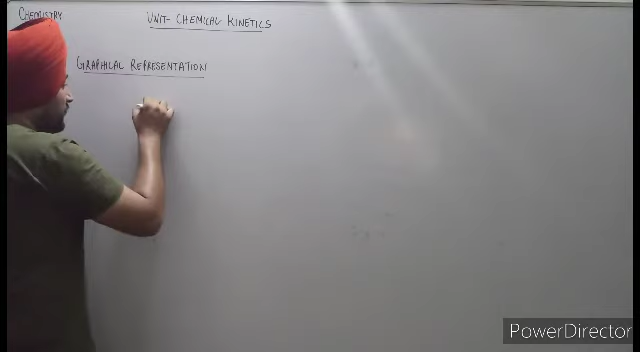 CHEMISTRY
UNIT- CHEMICAL KINETICS
GRAPHICAL REPRESENTATION
PowerDirector